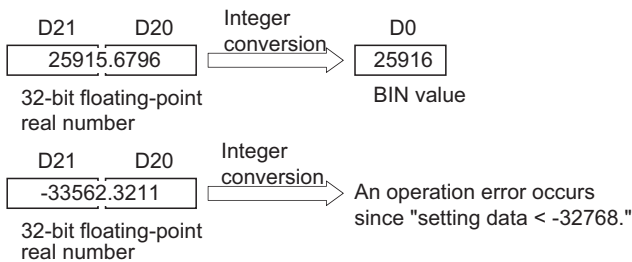 D21 D20 Integer conversion D0
25915.6796 25916
32-bit floating-point BIN value
real number
D21 D20 Integer conversion
-33562.3211 An operation error occurs
since "setting data < -32768."
32-bit floating-point
real number